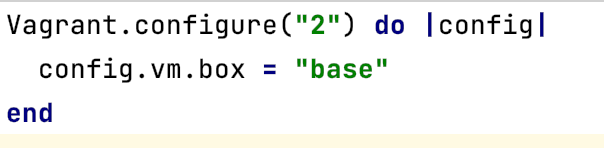 Vagrant.configure("2") do |config|
  config.vm.box = "base"
end